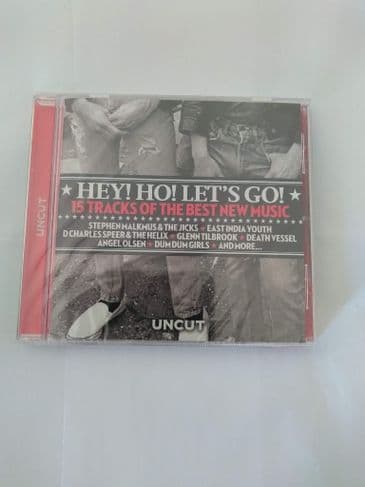 UNCUT
★ HEY! HO! LET'S GO! ★
15 TRACKS OF THE BEST NEW MUSIC
STEPHEN MALKMUS & THE JICKS ★ EAST INDIA YOUTH
D CHARLES SPEER & THE HELIX ★ GLENN TILBROOK ★ DEATH VESSEL
ANGEL OLSEN ★ DUM DUM GIRLS ★ AND MORE...
UNCUT